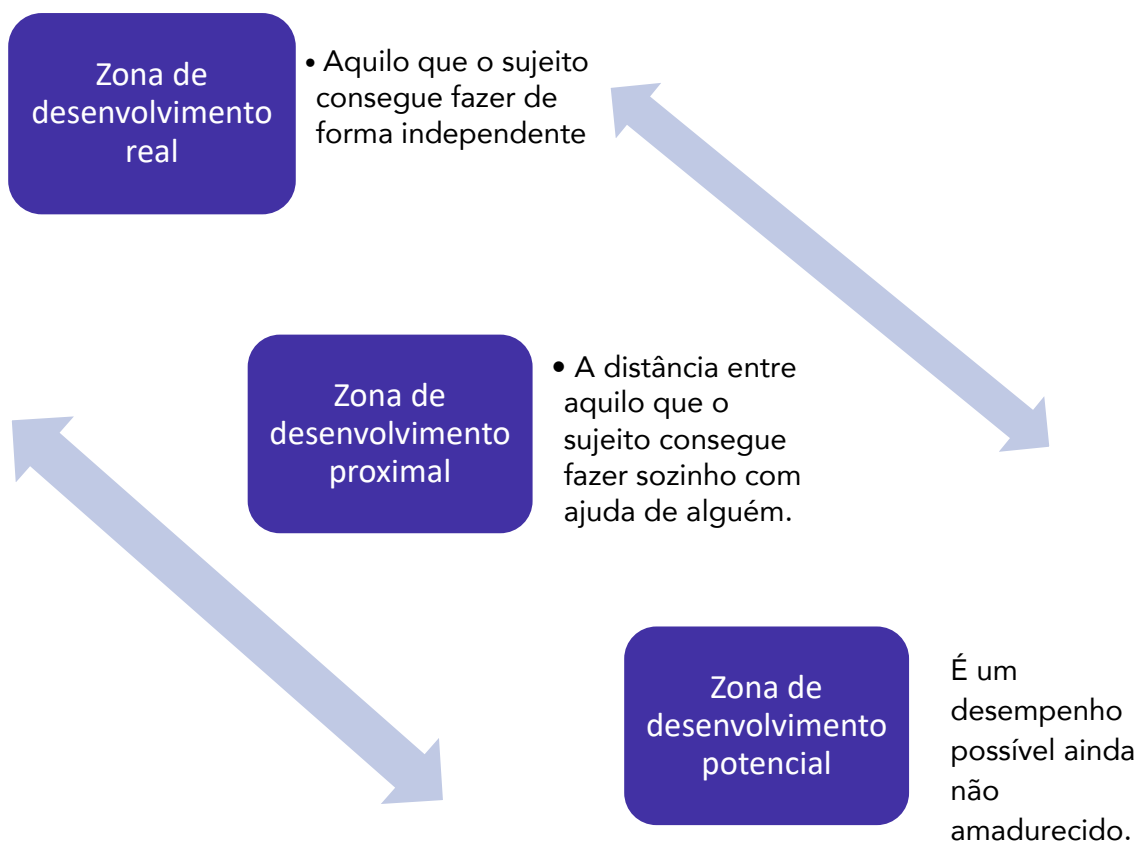 Zona de
desenvolvimento
real
• Aquilo que o sujeito
consegue fazer de
forma independente
Zona de
desenvolvimento
proximal
• A distância entre
aquilo que o
sujeito consegue
fazer sozinho com
ajuda de alguém.
Zona de
desenvolvimento
potencial
É um
desempenho
possível ainda
não
amadurecido.